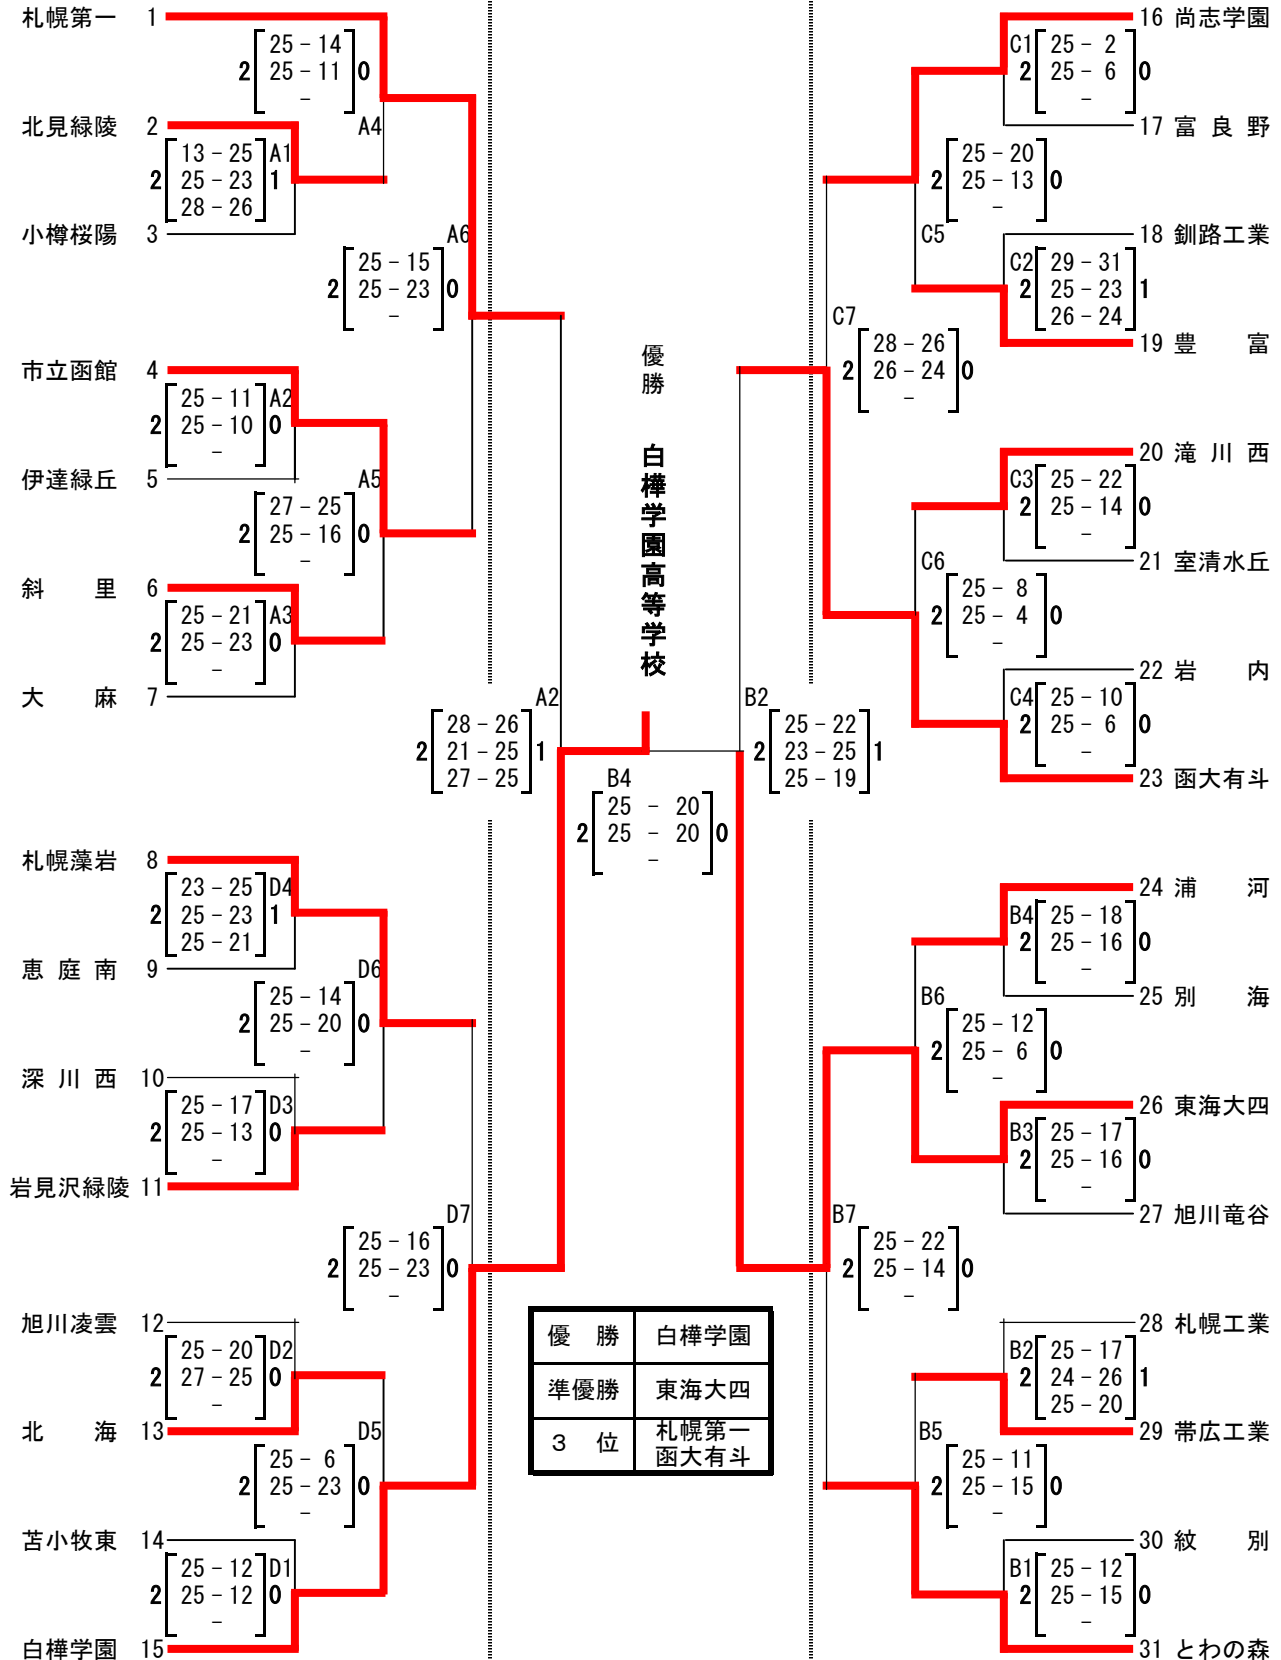 札幌第一 1
2 25 - 14 0
25 - 11
-
A4
北見緑陵 2
2 13 - 25 1
25 - 23
28 - 26
A1
小樽桜陽 3
A6
2 25 - 15 0
25 - 23
-
市立函館 4
2 25 - 11 0
25 - 10
-
A2
伊達緑丘 5
A5
2 27 - 25 0
25 - 16
-
斜里 6
2 25 - 21 0
25 - 23
-
A3
大麻 7
A2
2 28 - 26 1
21 - 25
27 - 25
札幌藻岩 8
2 23 - 25 1
25 - 23
25 - 21
D4
恵庭南 9
D6
2 25 - 14 0
25 - 20
-
深川西 10
2 25 - 17 0
25 - 13
-
D3
岩見沢緑陵 11
D7
2 25 - 16 0
25 - 23
-
旭川凌雲 12
2 25 - 20 0
27 - 25
-
D2
北海 13
D5
2 25 - 6 0
25 - 23
-
苫小牧東 14
2 25 - 12 0
25 - 12
-
D1
白樺学園 15
優勝 白樺学園高等学校
B4
2 25 - 20 0
25 - 20
-
優勝 白樺学園
準優勝 東海大四
3位 札幌第一
函大有斗
16 尚志学園
C1
2 25 - 2 0
25 - 6
-
17 富良野
2 25 - 20 0
25 - 13
-
C5
18 釧路工業
C2
2 29 - 31 1
25 - 23
26 - 24
19 豊富
C7
2 28 - 26 0
26 - 24
-
20 滝川西
C3
2 25 - 22 0
25 - 14
-
21 室清水丘
C6
2 25 - 8 0
25 - 4
-
22 岩内
C4
2 25 - 10 0
25 - 6
-
23 函大有斗
B2
2 25 - 22 1
23 - 25
25 - 19
24 浦河
B4
2 25 - 18 0
25 - 16
-
25 別海
B6
2 25 - 12 0
25 - 6
-
26 東海大四
B3
2 25 - 17 0
25 - 16
-
27 旭川竜谷
B7
2 25 - 22 0
25 - 14
-
28 札幌工業
B2
2 25 - 17 1
24 - 26
25 - 20
29 帯広工業
B5
2 25 - 11 0
25 - 15
-
30 紋別
B1
2 25 - 12 0
25 - 15
-
31 とわの森